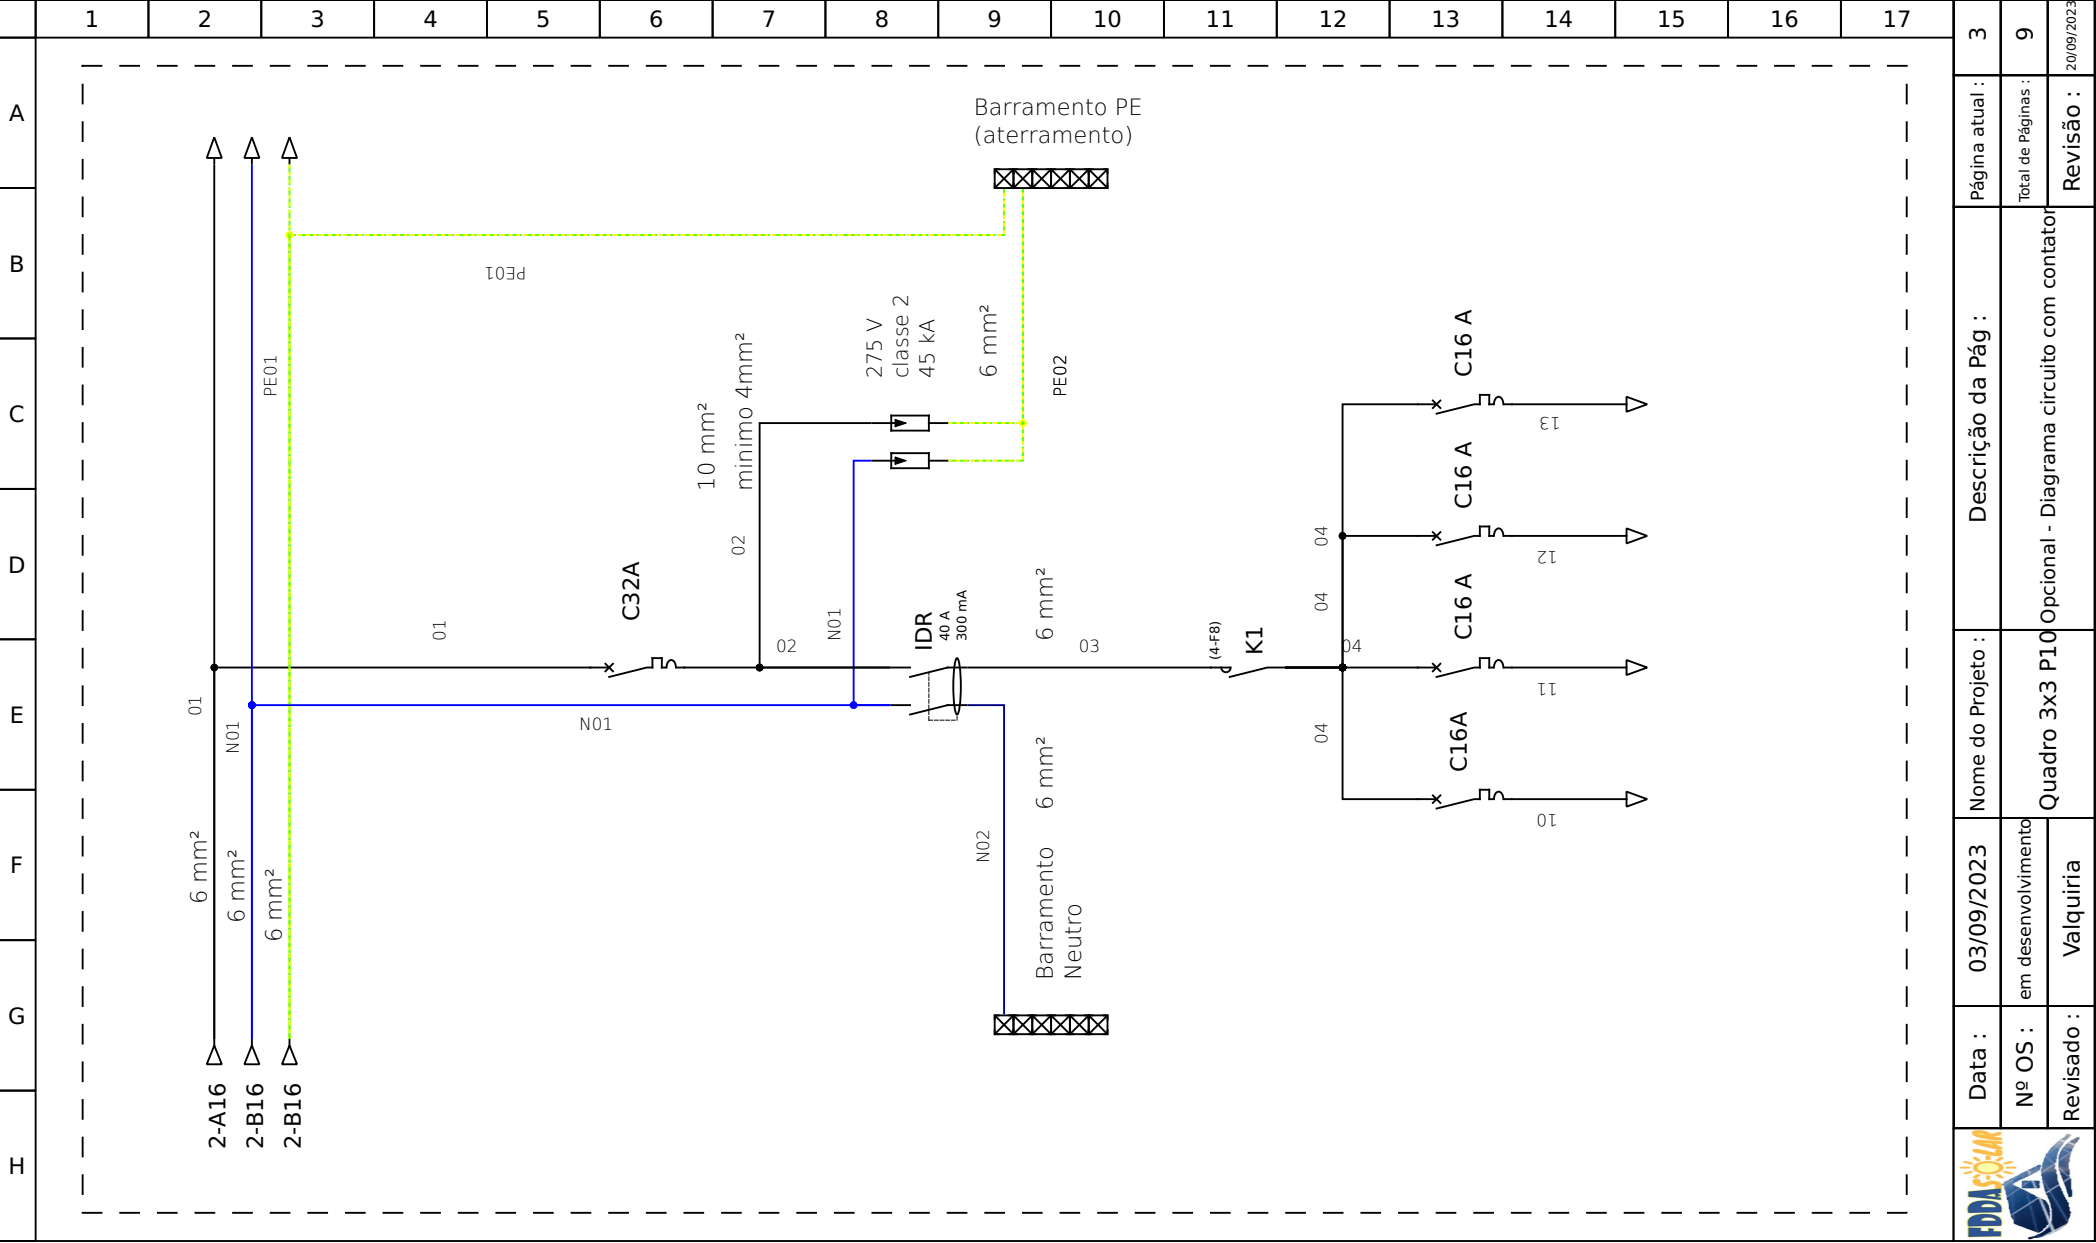 1 2 3 4 5 6 7 8 9 10 11 12 13 14 15 16 17
A
B
C
D
E
F
G
H
Barramento PE
(aterramento)
PE01
PE01
275 V
classe 2
45 kA
6 mm²
PE02
10 mm²
minimo 4mm²
02
C32A
01
02
N01
IDR
40 A
300 mA
6 mm²
03
(4-F8)
K1
04
04
04
04
C16 A
13
C16 A
12
C16 A
11
C16A
10
01
N01
N01
6 mm²
6 mm²
6 mm²
N02
6 mm²
Barramento
Neutro
2-A16
2-B16
2-B16
Data :
03/09/2023
Nome do Projeto :
Descrição da Pág :
Página atual :
3
Nº OS :
em desenvolvimento
Quadro 3x3 P10
Opcional - Diagrama circuito com contator
Total de Páginas :
9
Revisado :
Valquiria
Revisão :
20/09/2023
FDDA SOLAR